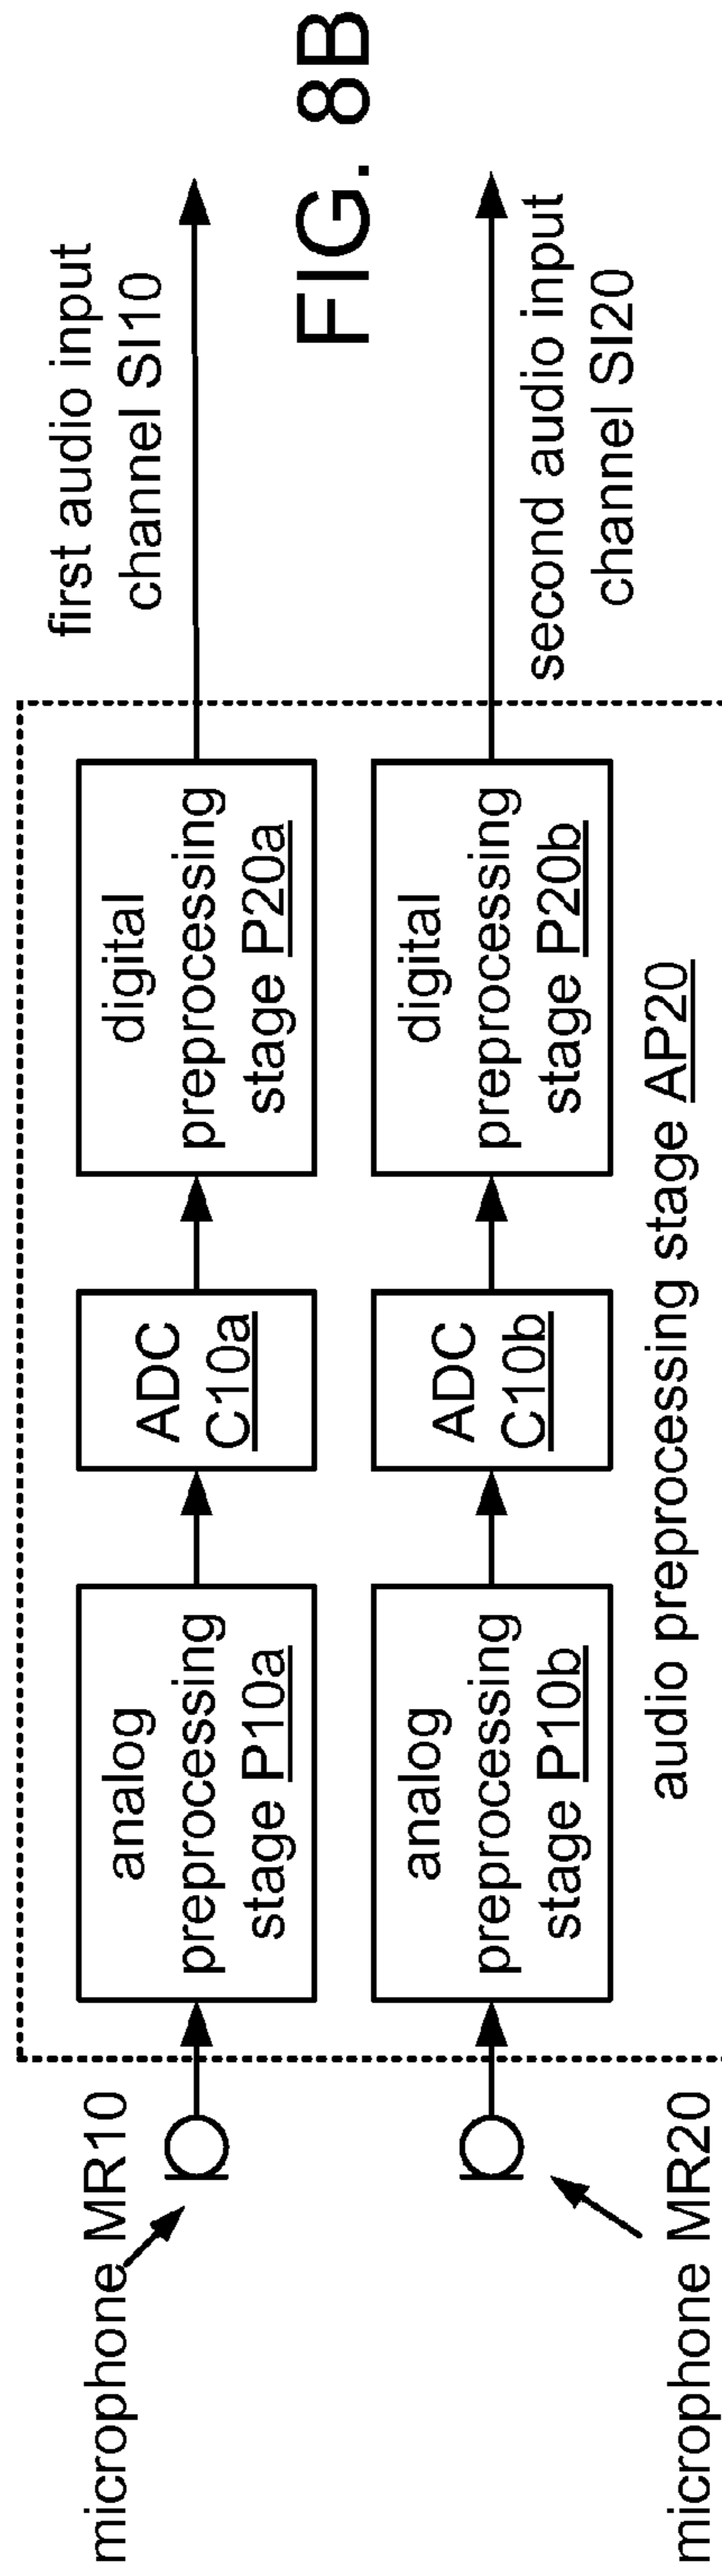 microphone MR10
analog
preprocessing
stage P10a
ADC
C10a
digital
preprocessing
stage P20a
first audio input
channel SI10
FIG. 8B
microphone MR20
analog
preprocessing
stage P10b
ADC
C10b
digital
preprocessing
stage P20b
second audio input
channel SI20
audio preprocessing stage AP20